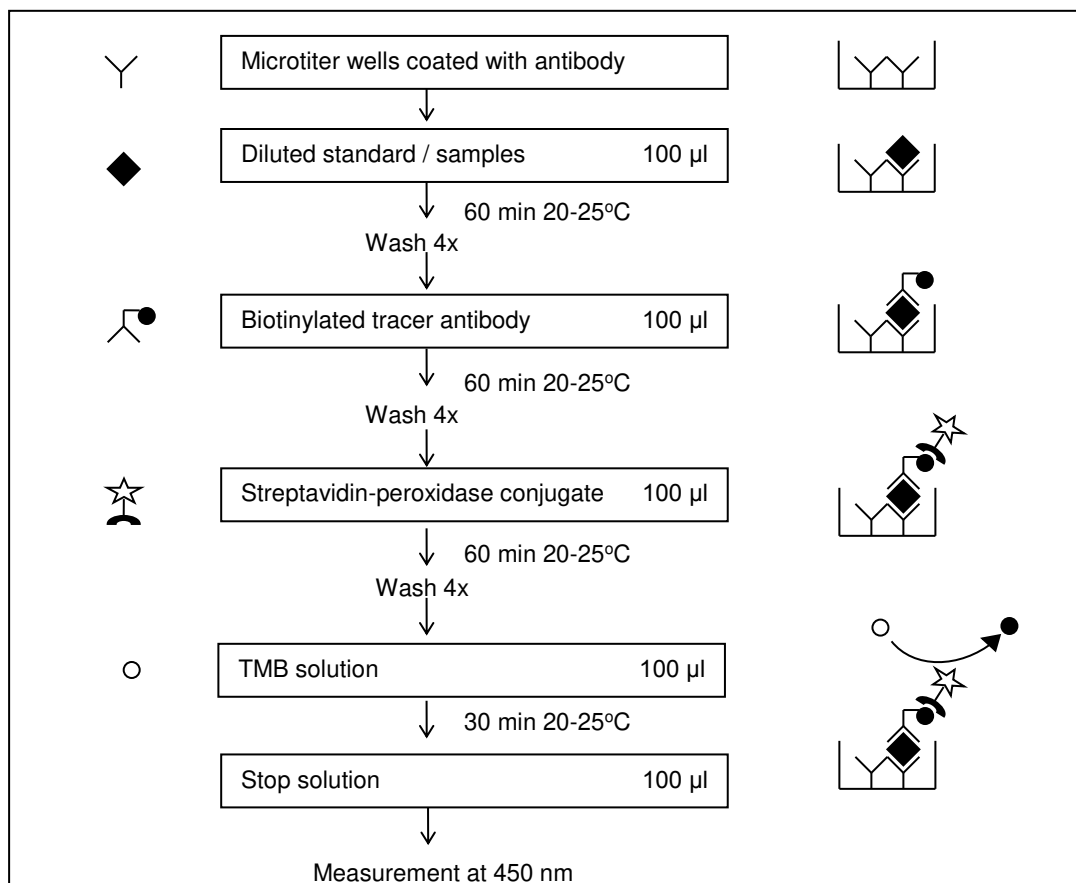 Microtiter wells coated with antibody
Diluted standard / samples 100 µl
60 min 20-25°C
Wash 4x
Biotinylated tracer antibody 100 µl
60 min 20-25°C
Wash 4x
Streptavidin-peroxidase conjugate 100 µl
60 min 20-25°C
Wash 4x
TMB solution 100 µl
30 min 20-25°C
Stop solution 100 µl
Measurement at 450 nm